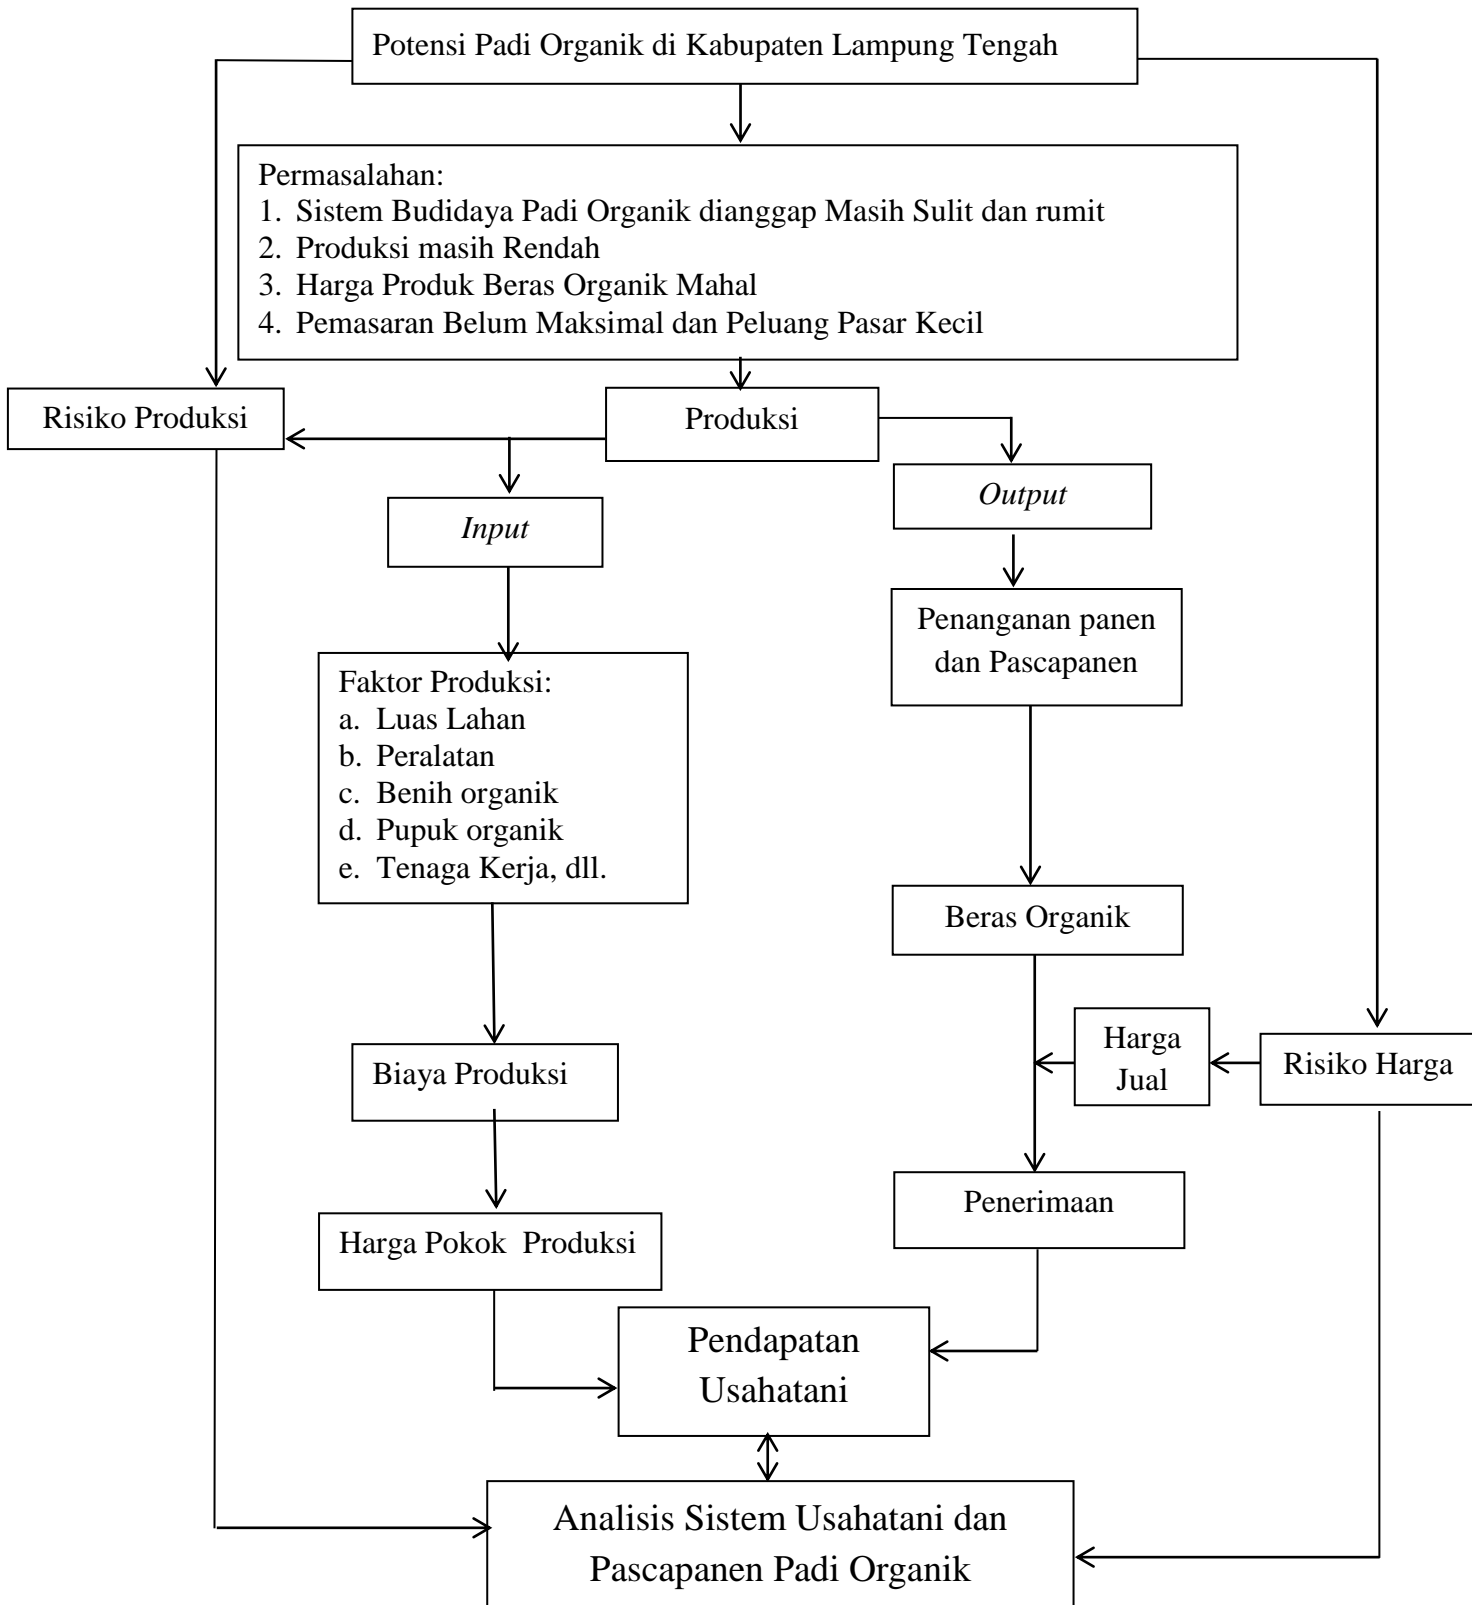 Potensi Padi Organik di Kabupaten Lampung Tengah
Permasalahan:
1. Sistem Budidaya Padi Organik dianggap Masih Sulit dan rumit
2. Produksi masih Rendah
3. Harga Produk Beras Organik Mahal
4. Pemasaran Belum Maksimal dan Peluang Pasar Kecil
Risiko Produksi
Produksi
Input
Output
Penanganan panen
dan Pascapanen
Faktor Produksi:
a. Luas Lahan
b. Peralatan
c. Benih organik
d. Pupuk organik
e. Tenaga Kerja, dll.
Beras Organik
Harga
Jual
Risiko Harga
Biaya Produksi
Penerimaan
Harga Pokok  Produksi
Pendapatan
Usahatani
Analisis Sistem Usahatani dan
Pascapanen Padi Organik